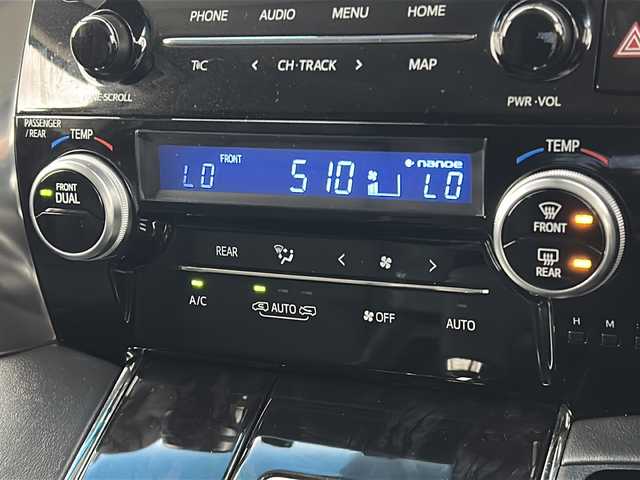 PHONE AUDIO MENU HOME
CH·TRACK MAP
PWR·VOL
PASSENGER
/REAR
TEMP
TEMP
FRONT
DUAL
LO FRONT 510 nanoe LO
FRONT
REAR
REAR
A/C AUTO OFF AUTO
H M :